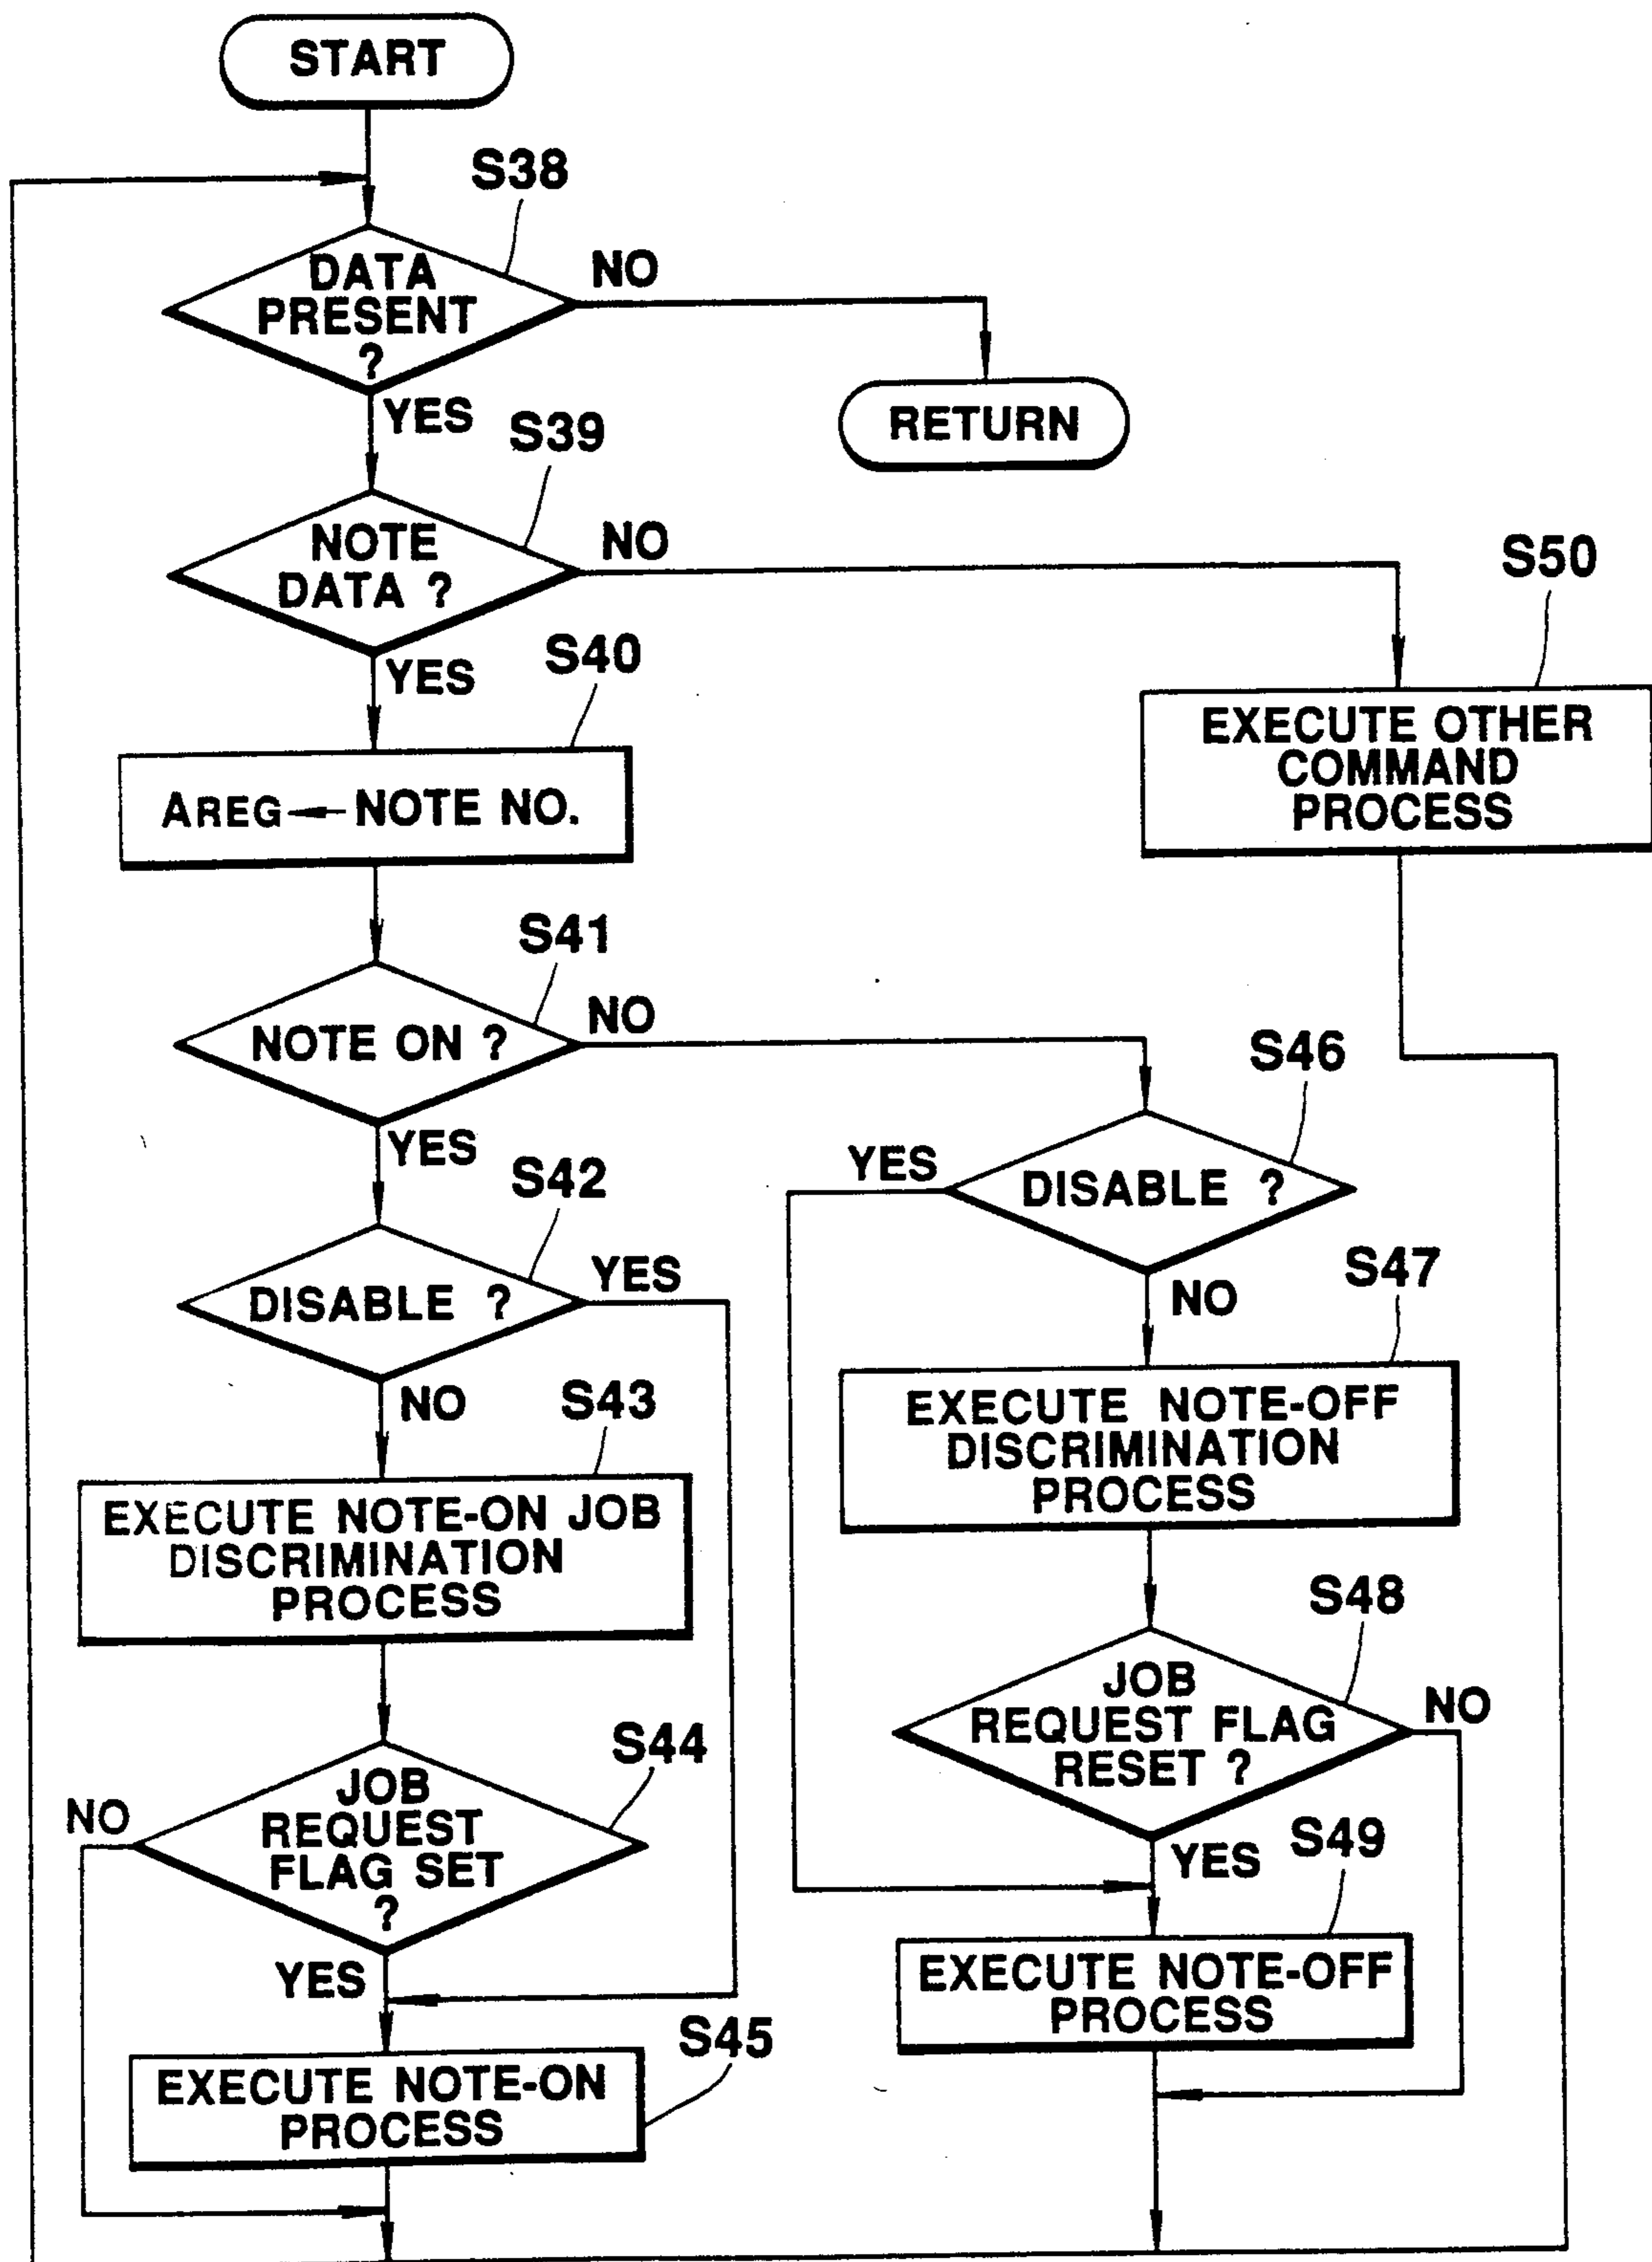 START
S38
DATA
PRESENT
?
NO
YES
RETURN
S39
NOTE
DATA ?
NO
YES
S50
EXECUTE OTHER
COMMAND
PROCESS
S40
AREG ← NOTE NO.
S41
NOTE ON ?
NO
YES
S46
YES
DISABLE ?
NO
S42
DISABLE ?
YES
NO
S47
EXECUTE NOTE-OFF
DISCRIMINATION
PROCESS
S43
EXECUTE NOTE-ON JOB
DISCRIMINATION
PROCESS
S48
JOB
REQUEST FLAG
RESET ?
NO
YES
S44
JOB
REQUEST
FLAG SET
?
NO
YES
S49
EXECUTE NOTE-OFF
PROCESS
S45
EXECUTE NOTE-ON
PROCESS